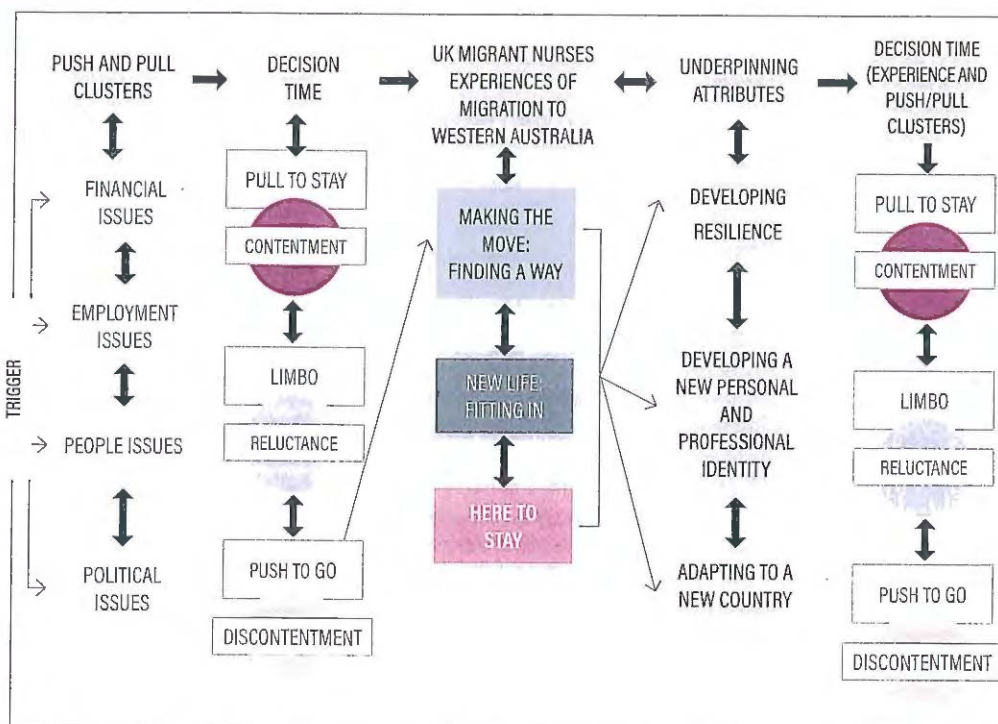 PUSH AND PULL
CLUSTERS
FINANCIAL
ISSUES
EMPLOYMENT
ISSUES
PEOPLE ISSUES
POLITICAL
ISSUES
TRIGGER
DECISION
TIME
PULL TO STAY
CONTENTMENT
LIMBO
RELUCTANCE
PUSH TO GO
DISCONTENTMENT
UK MIGRANT NURSES
EXPERIENCES OF
MIGRATION TO
WESTERN AUSTRALIA
MAKING THE
MOVE:
FINDING A WAY
NEW LIFE:
FITTING IN
HERE TO
STAY
UNDERPINNING
ATTRIBUTES
DEVELOPING
RESILIENCE
DEVELOPING A
NEW PERSONAL
AND
PROFESSIONAL
IDENTITY
ADAPTING TO A
NEW COUNTRY
DECISION TIME
(EXPERIENCE AND
PUSH/PULL
CLUSTERS)
PULL TO STAY
CONTENTMENT
LIMBO
RELUCTANCE
PUSH TO GO
DISCONTENTMENT